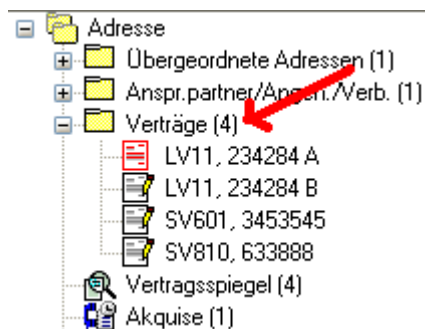 Adresse
Übergeordnete Adressen (1)
Anspr.partner/Angeh./Verb. (1)
Verträge (4)
LV11, 234284 A
LV11, 234284 B
SV601, 3453545
SV810, 633888
Vertragsspiegel (4)
Akquise (1)